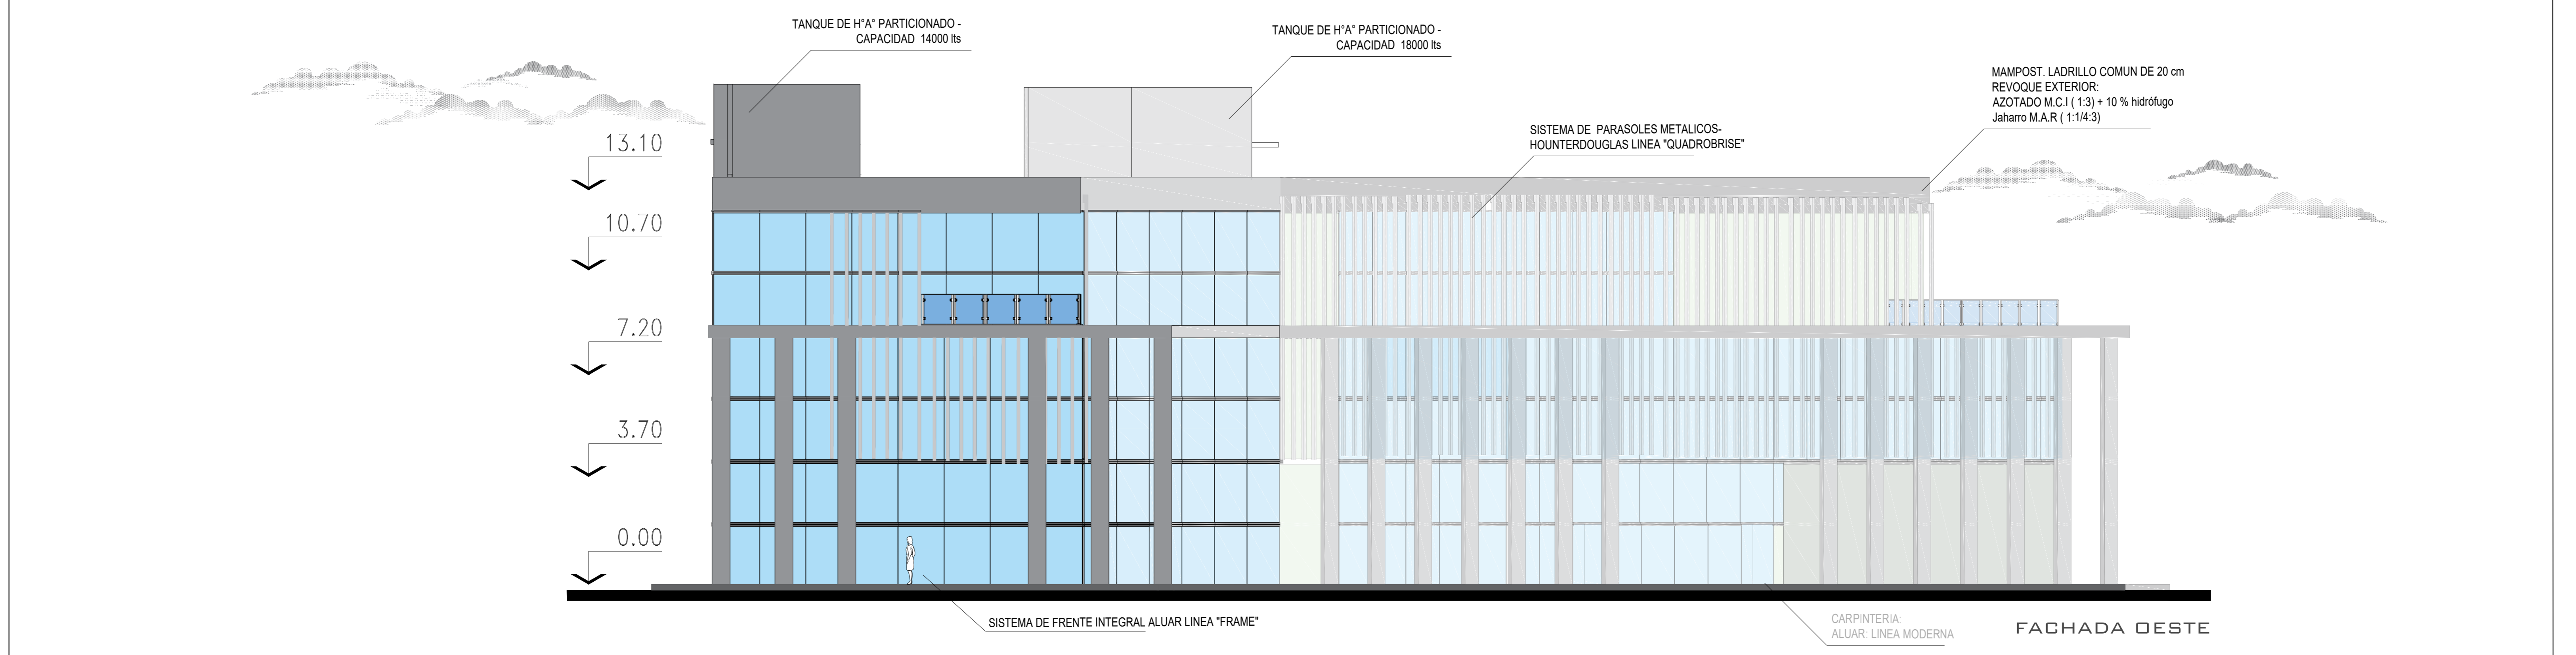 TANQUE DE H°A° PARTICIONADO -
CAPACIDAD 14000 lts
TANQUE DE H°A° PARTICIONADO -
CAPACIDAD 18000 lts
MAMPOST. LADRILLO COMUN DE 20 cm
REVOQUE EXTERIOR:
AZOTADO M.C.I ( 1:3) + 10 % hidrófugo
Jaharro M.A.R ( 1:1/4:3)
SISTEMA DE PARASOLES METALICOS-
HOUNTERDOUGLAS LINEA "QUADROBRISE"
13.10
10.70
7.20
3.70
0.00
SISTEMA DE FRENTE INTEGRAL ALUAR LINEA "FRAME"
CARPINTERIA:
ALUAR: LINEA MODERNA
FACHADA OESTE